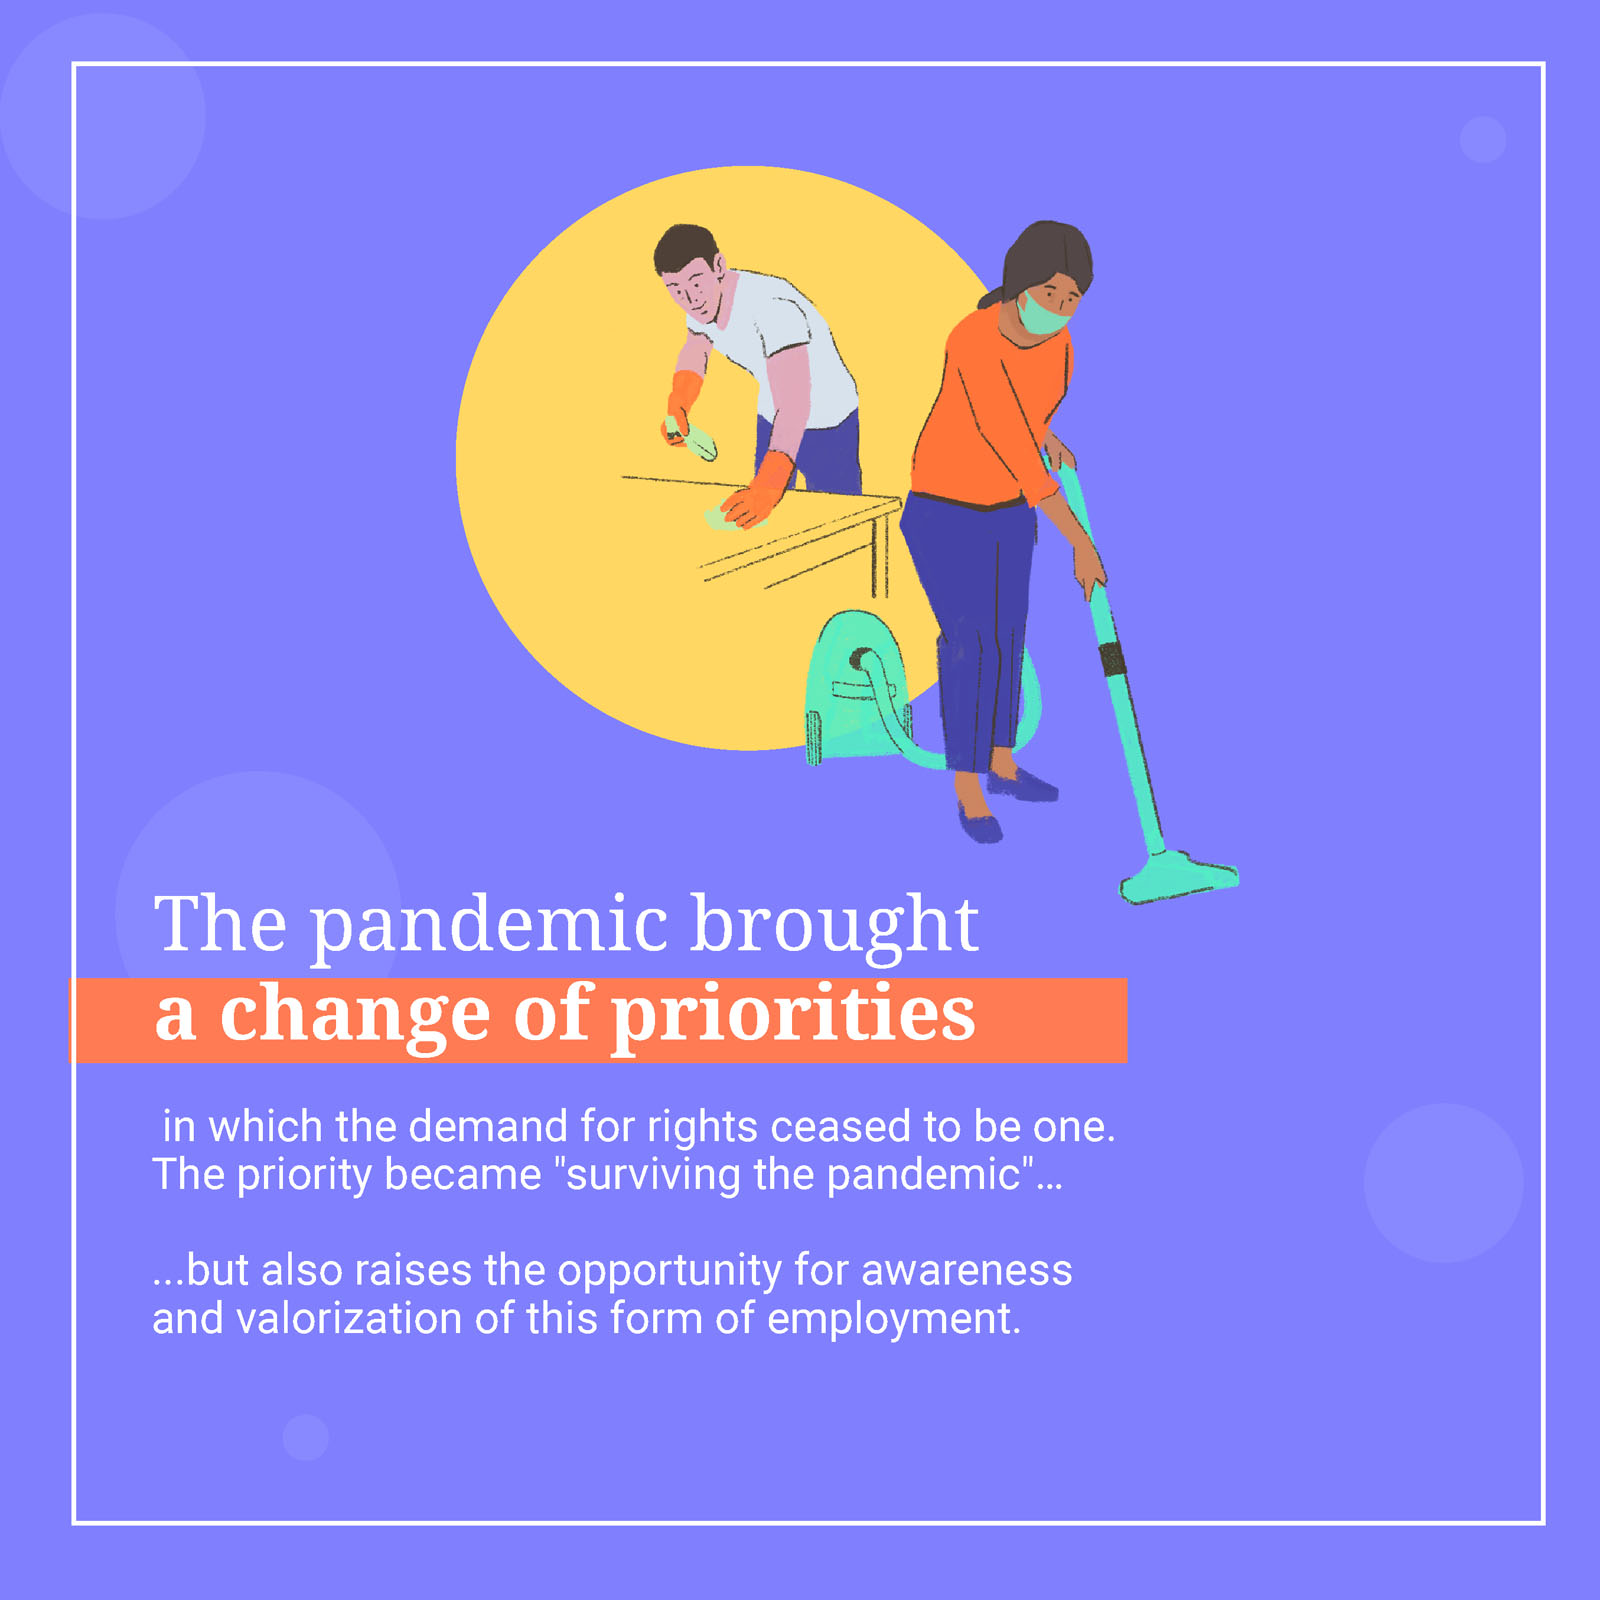 The pandemic brought
a change of priorities
in which the demand for rights ceased to be one.
The priority became "surviving the pandemic"...
...but also raises the opportunity for awareness
and valorization of this form of employment.